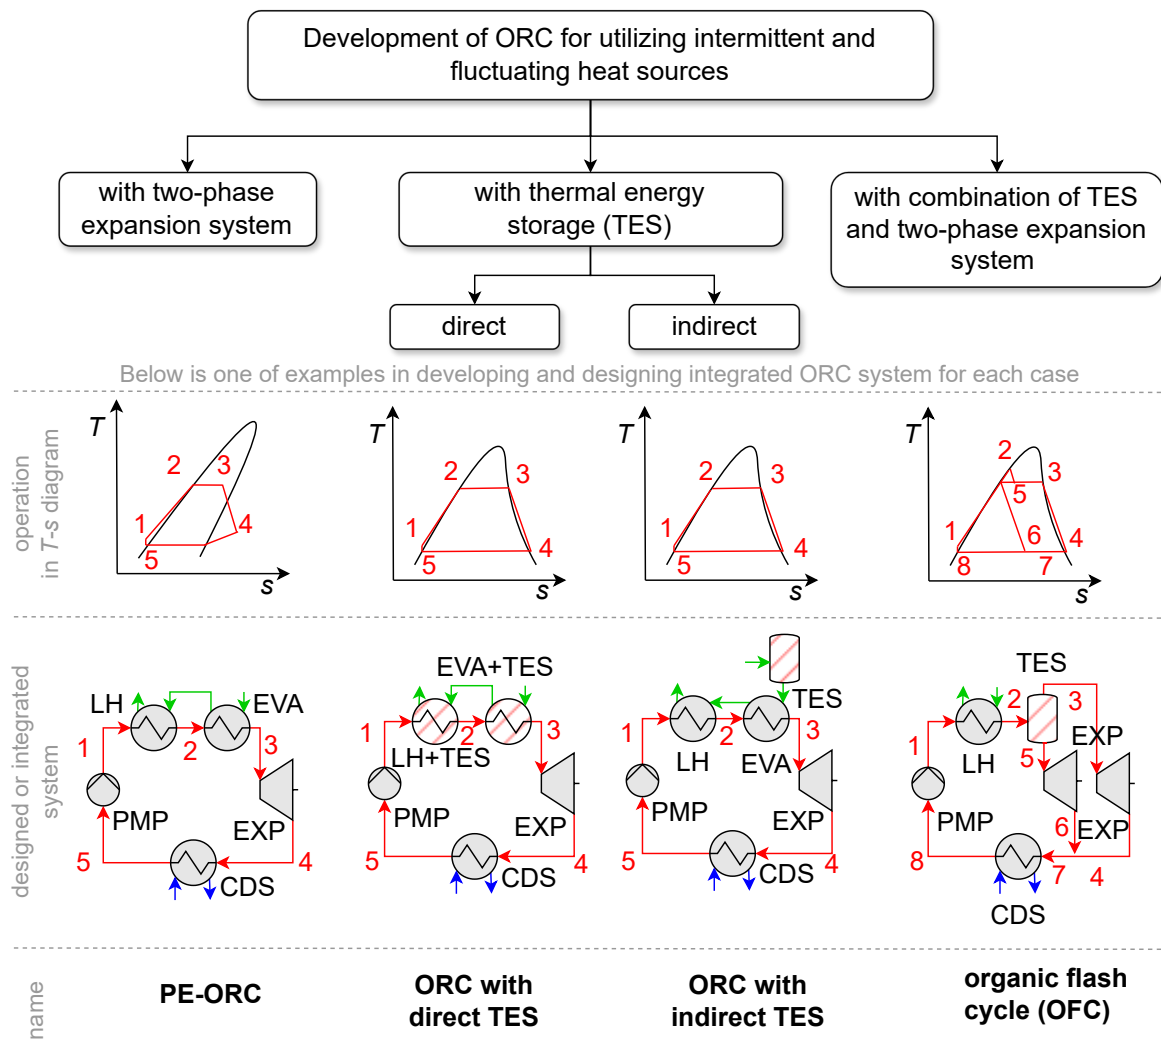 Development of ORC for utilizing intermittent and
fluctuating heat sources
with two-phase
expansion system
with thermal energy
storage (TES)
with combination of TES
and two-phase expansion
system
direct
indirect
Below is one of examples in developing and designing integrated ORC system for each case
operation
in T-s diagram
T
2
3
1
4
5
s
T
2
3
1
4
5
s
T
2
3
1
4
5
s
T
2
3
5
1
6
4
8
7
s
designed or integrated
system
LH
EVA
1
2
3
PMP
EXP
5
4
CDS
EVA+TES
1
2
3
LH+TES
PMP
EXP
5
4
CDS
TES
1
2
3
LH
EVA
PMP
EXP
5
4
CDS
TES
2
3
1
LH
5
EXP
PMP
6
EXP
8
7
4
CDS
name
PE-ORC
ORC with
direct TES
ORC with
indirect TES
organic flash
cycle (OFC)